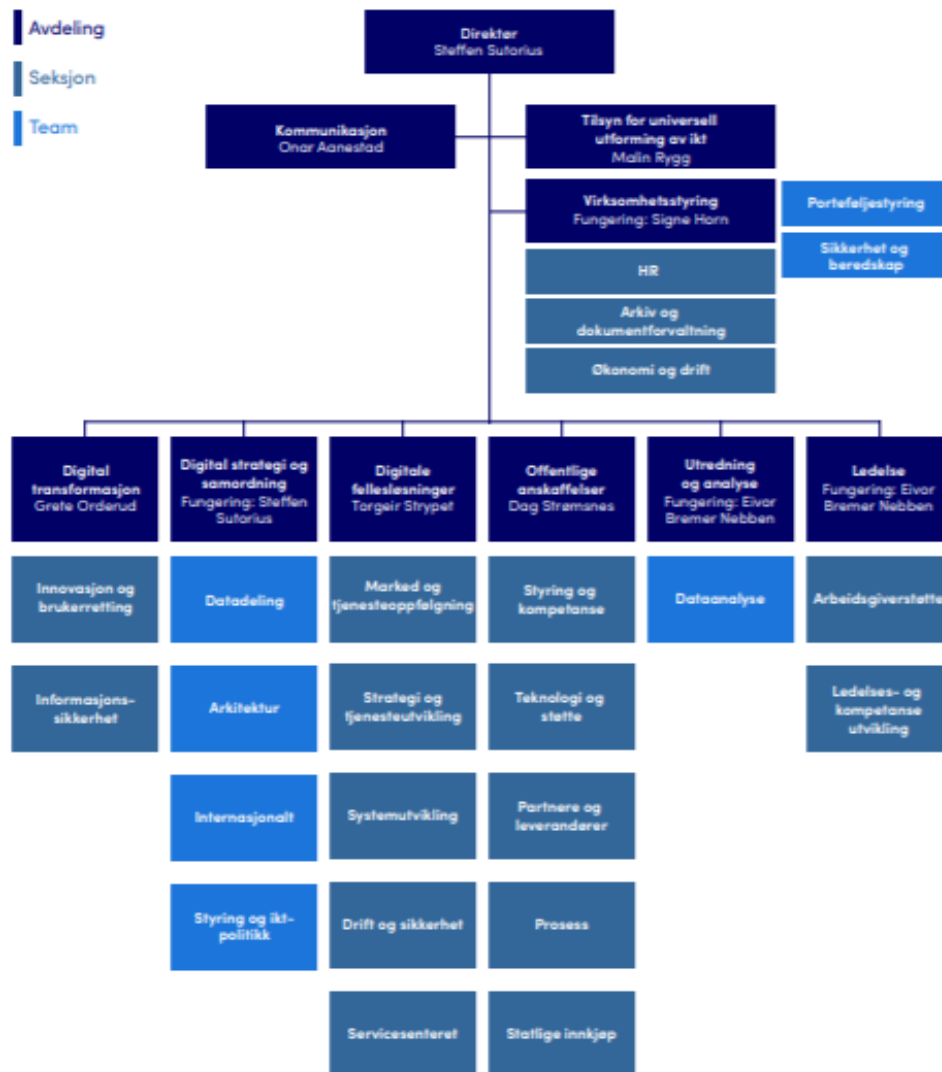 Avdeling
Seksjon
Team
Direktør
Steffen Sutorius
Kommunikasjon
Onar Aanestad
Tilsyn for universell
utforming av ikt
Malin Rygg
Virksomhetsstyring
Fungering: Signe Horn
Porteføljestyring
Sikkerhet og
beredskap
HR
Arkiv og
dokumentforvaltning
Økonomi og drift
Digital
transformasjon
Grete Orderud
Digital strategi og
samordning
Fungering: Steffen
Sutorius
Digitale
fellesløsninger
Torgeir Strypet
Offentlige
anskaffelser
Dag Strømsnes
Utredning
og analyse
Fungering: Eivor
Bremer Nebben
Ledelse
Fungering: Eivor
Bremer Nebben
Innovasjon og
brukerretting
Datadeling
Marked og
tjenesteoppfølgning
Styring og
kompetanse
Dataanalyse
Arbeidsgiverstøtte
Informasjons-
sikkerhet
Arkitektur
Strategi og
tjenesteutvikling
Teknologi og
støtte
Ledelses- og
kompetanse
utvikling
Internasjonalt
Systemutvikling
Partnere og
leverandører
Styring og ikt-
politikk
Drift og sikkerhet
Prosess
Servicesenteret
Statlige innkjøp